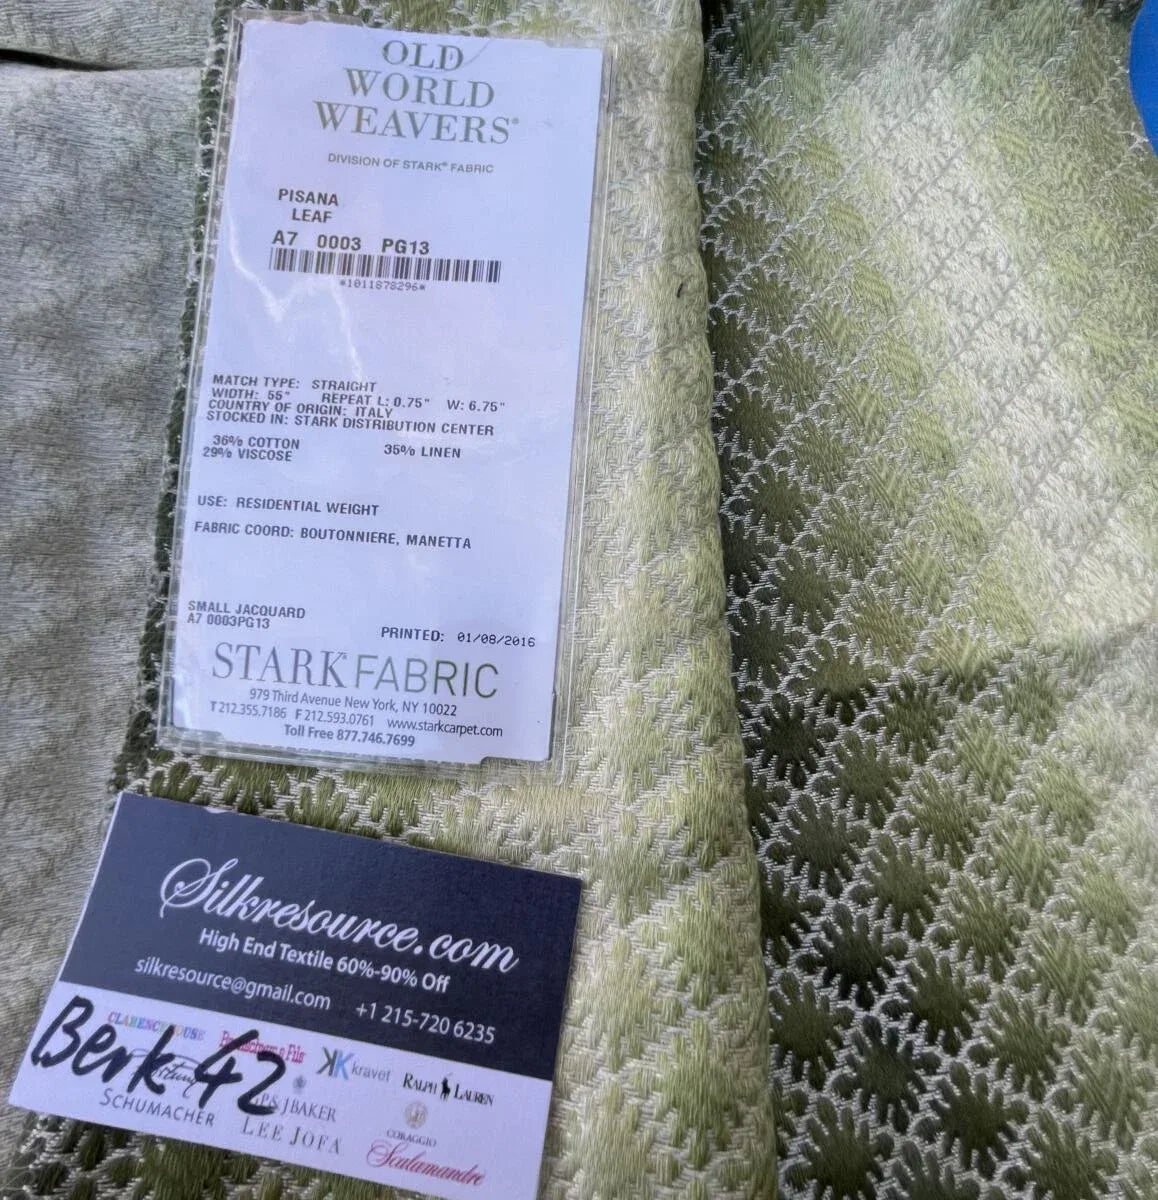 OLD
WORLD
WEAVERS®
DIVISION OF STARK® FABRIC
PISANA
LEAF
A7 0003 PG13
*1011878296*
MATCH TYPE: STRAIGHT
WIDTH: 55" REPEAT L: 0.75" W: 6.75"
COUNTRY OF ORIGIN: ITALY
STOCKED IN: STARK DISTRIBUTION CENTER
36% COTTON 35% LINEN
29% VISCOSE
USE: RESIDENTIAL WEIGHT
FABRIC COORD: BOUTONNIERE, MANETTA
SMALL JACQUARD
A7 0003PG13
PRINTED: 01/08/2016
STARK FABRIC
979 Third Avenue New York, NY 10022
T 212.355.7186 F 212.593.0761 www.starkcarpet.com
Toll Free 877.746.7699
Silkresource.com
High End Textile 60%-90% Off
silkresource@gmail.com +1 215-720 6235
Berk 42
CLARENCE HOUSE
kravet
RALPH LAUREN
SCHUMACHER
GP&JBAKER
LEE JOFA
CORAGGIO
Scalamandre